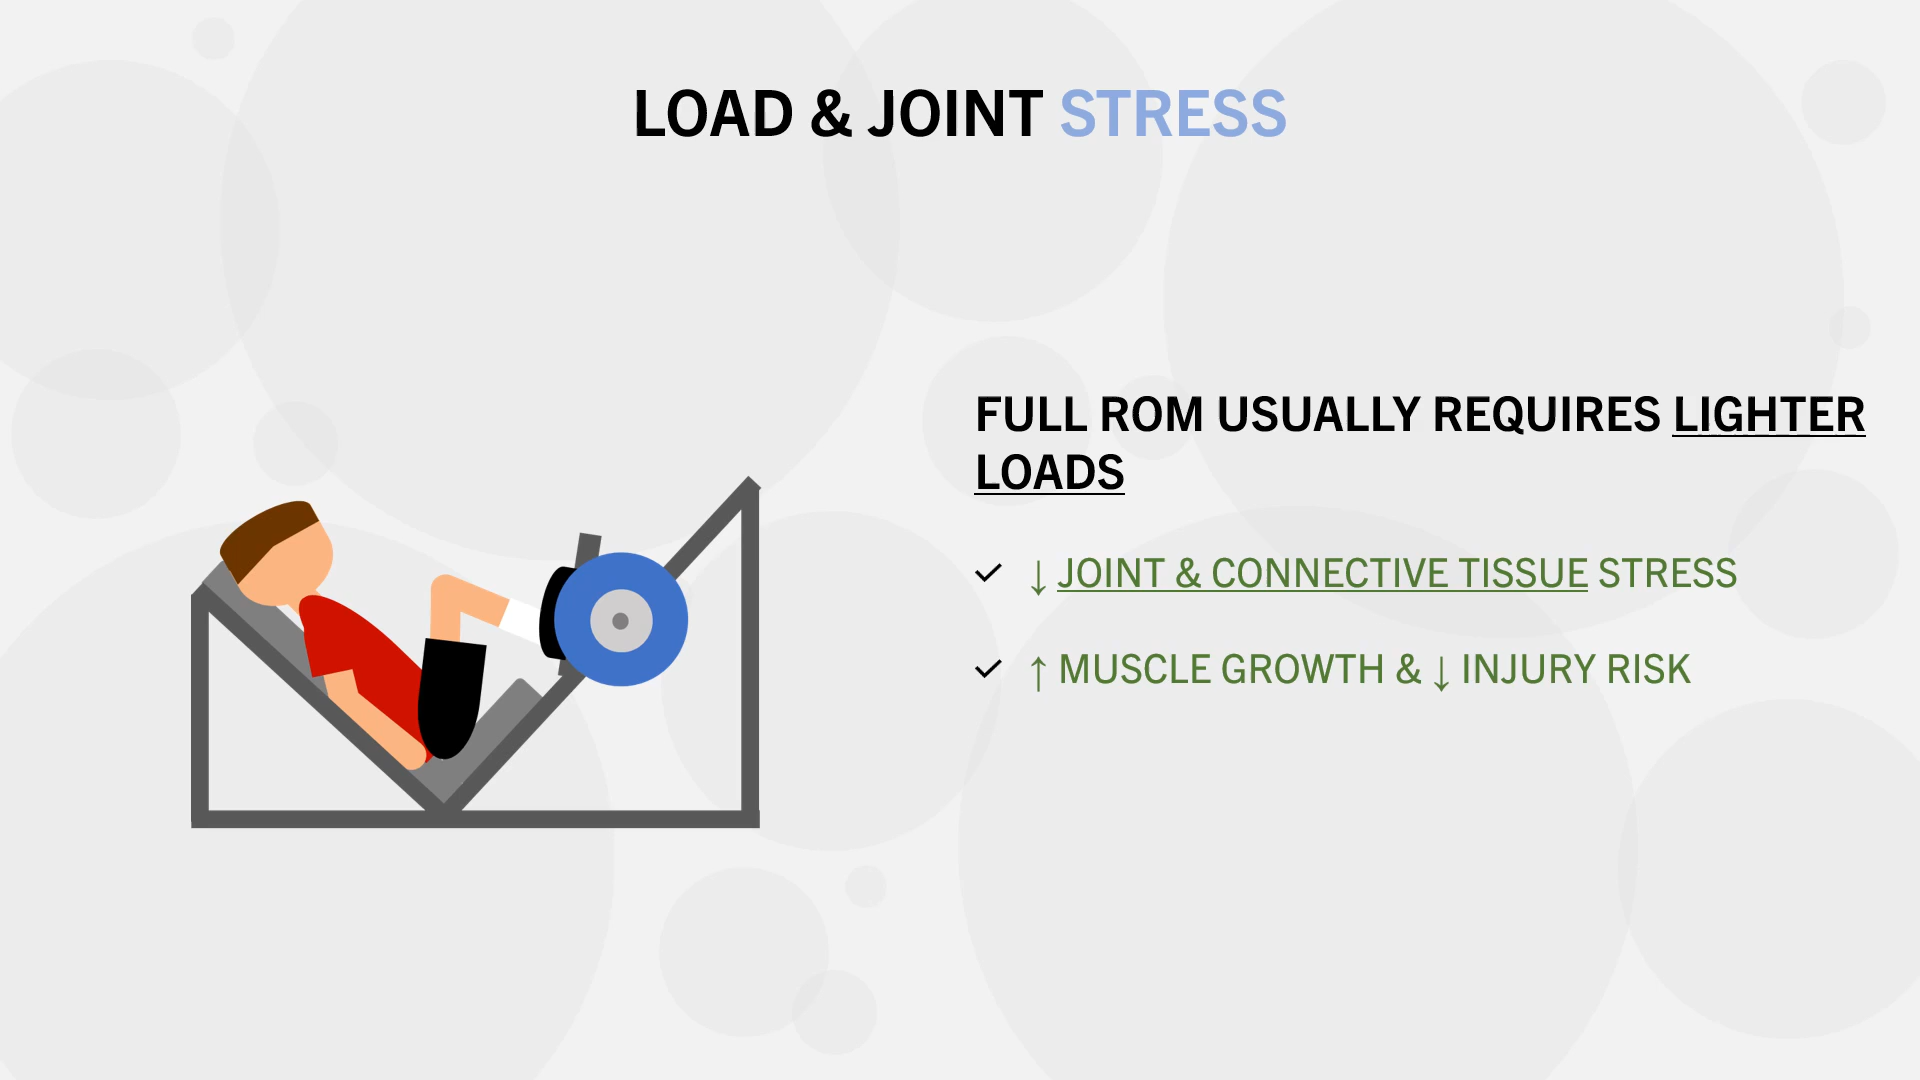 LOAD & JOINT STRESS
FULL ROM USUALLY REQUIRES LIGHTER
LOADS
✓ ↓ JOINT & CONNECTIVE TISSUE STRESS
✓ ↑ MUSCLE GROWTH & ↓ INJURY RISK